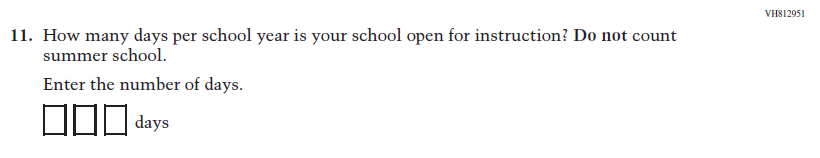 VH812951
11. How many days per school year is your school open for instruction? Do not count
summer school.
Enter the number of days.
days